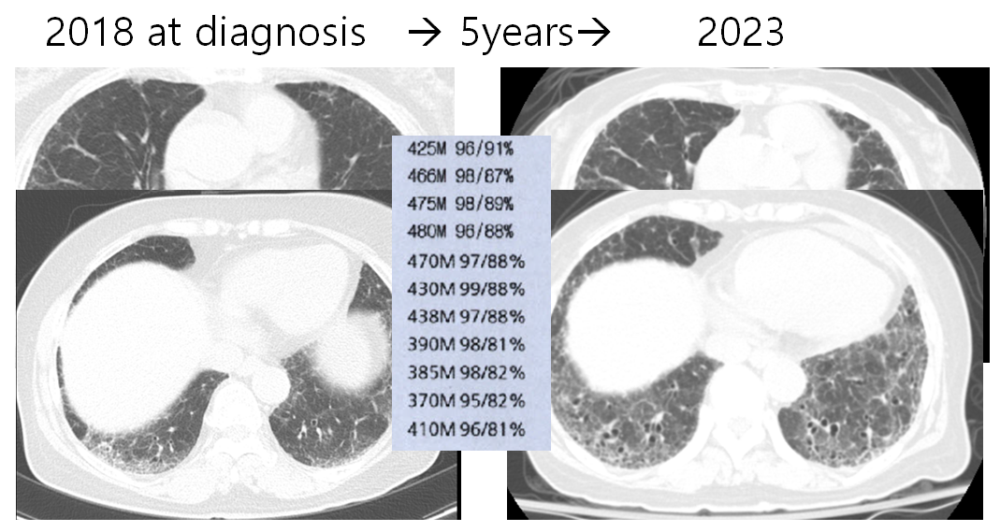 2018 at diagnosis → 5years→ 2023
425M 96/91%
466M 98/87%
475M 98/89%
480M 96/88%
470M 97/88%
430M 99/88%
438M 97/88%
390M 98/81%
385M 98/82%
370M 95/82%
410M 96/81%